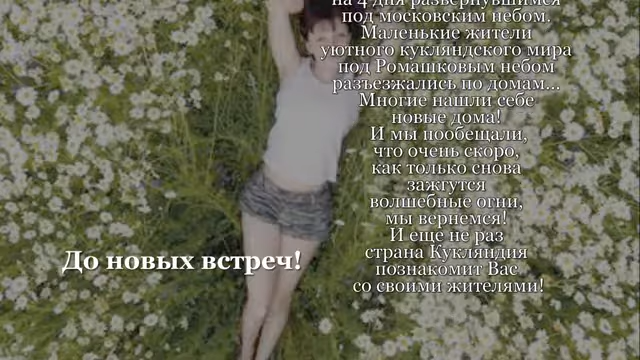 на 4 дня развернувшимся
под московским небом.
Маленькие жители
уютного кукляндского мира
под Ромашковым небом
разъезжались по домам...
Многие нашли себе
новые дома!
И мы пообещали,
что очень скоро,
как только снова
зажгутся
волшебные огни,
мы вернемся!
И еще не раз
страна Кукляндия
познакомит Вас
со своими жителями!
До новых встреч!